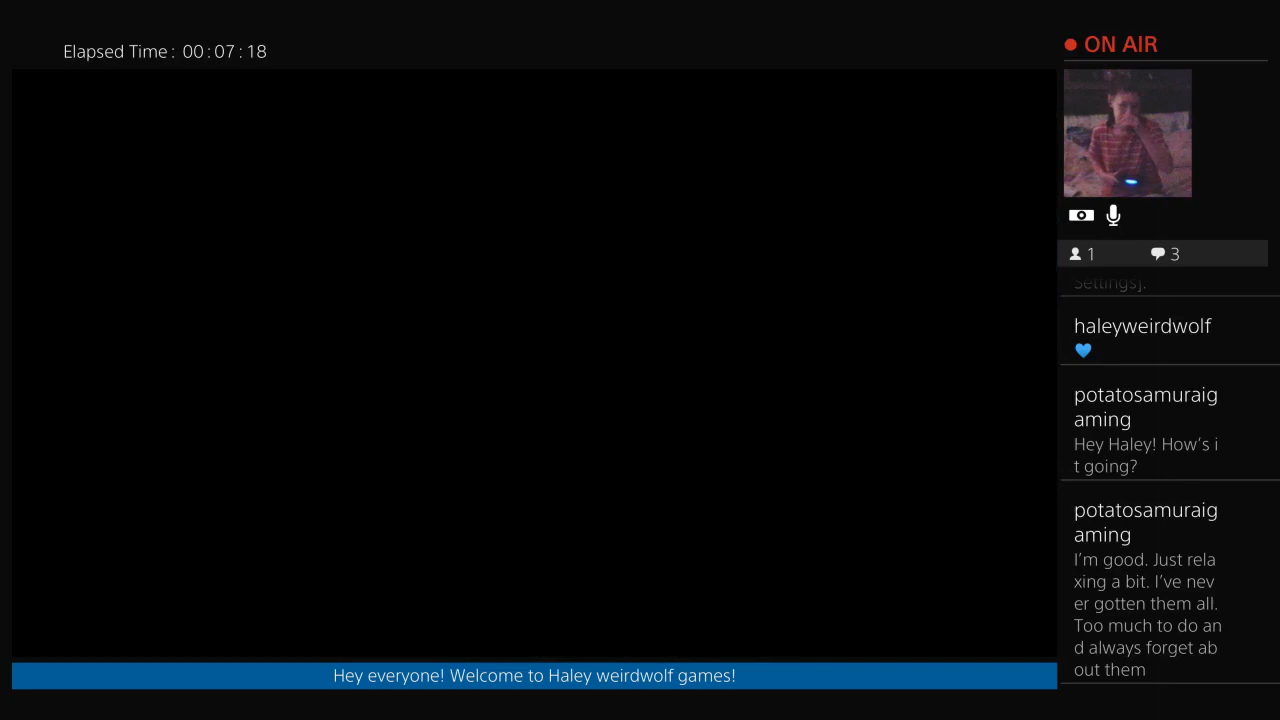 Elapsed Time: 00:07:18
ON AIR
1 3
Settings].
haleyweirdwolf
💙
potatosamuraig
aming
Hey Haley! How's i
t going?
potatosamuraig
aming
I'm good. Just rela
xing a bit. I've nev
er gotten them all.
Too much to do an
d always forget ab
out them
Hey everyone! Welcome to Haley weirdwolf games!